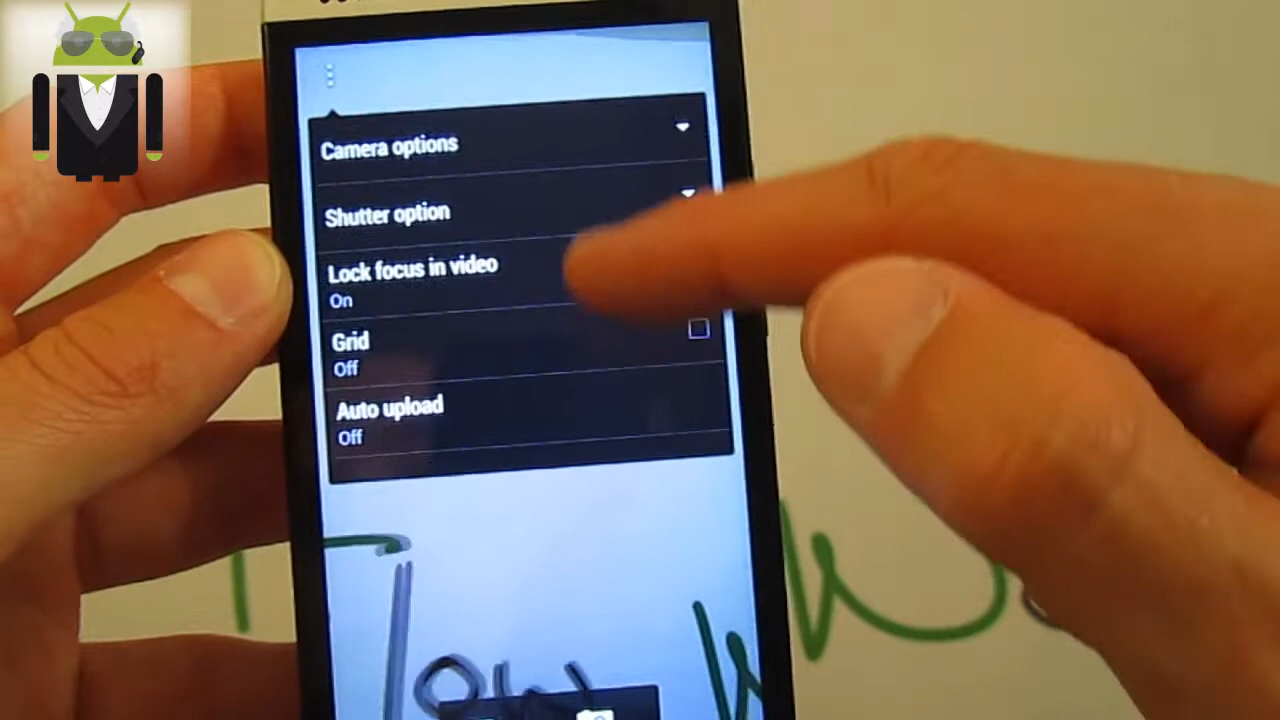 Camera options
Shutter option
Lock focus in video
On
Grid
Off
Auto upload
Off